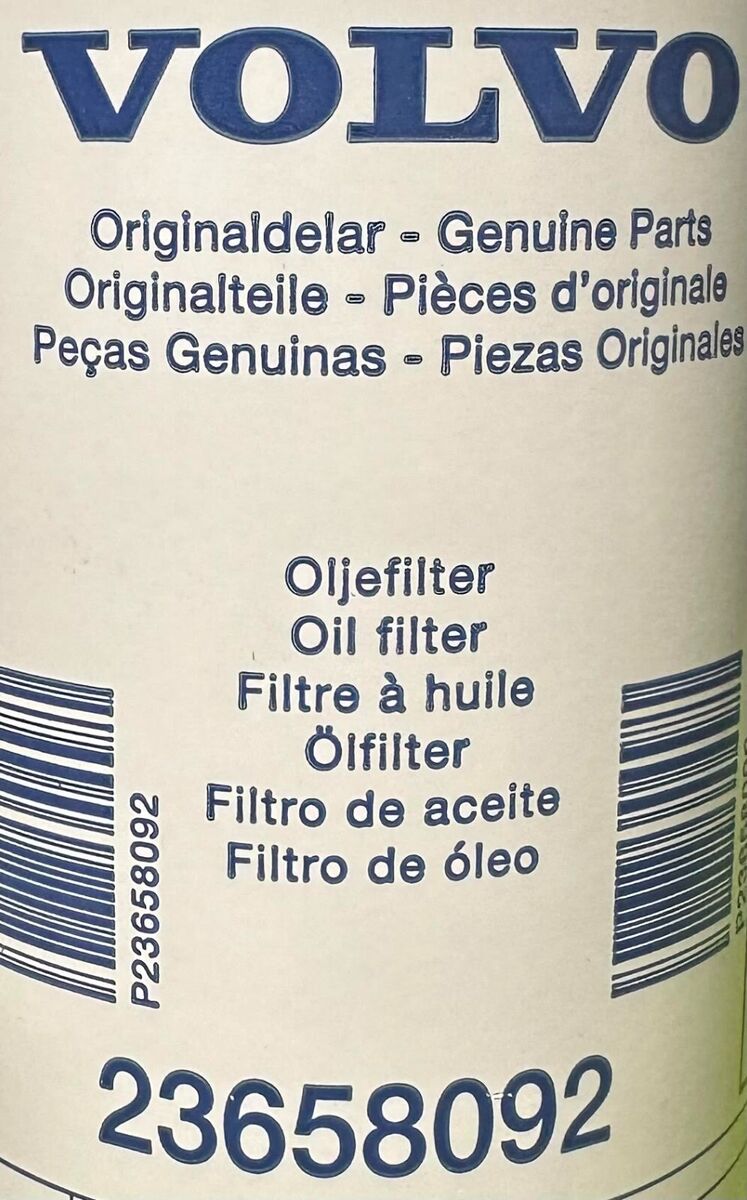 VOLVO
Originaldelar - Genuine Parts
Originalteile - Pièces d'originale
Peças Genuinas - Piezas Originales
Oljefilter
Oil filter
Filtre à huile
Ölfilter
Filtro de aceite
Filtro de óleo
P23658092
23658092